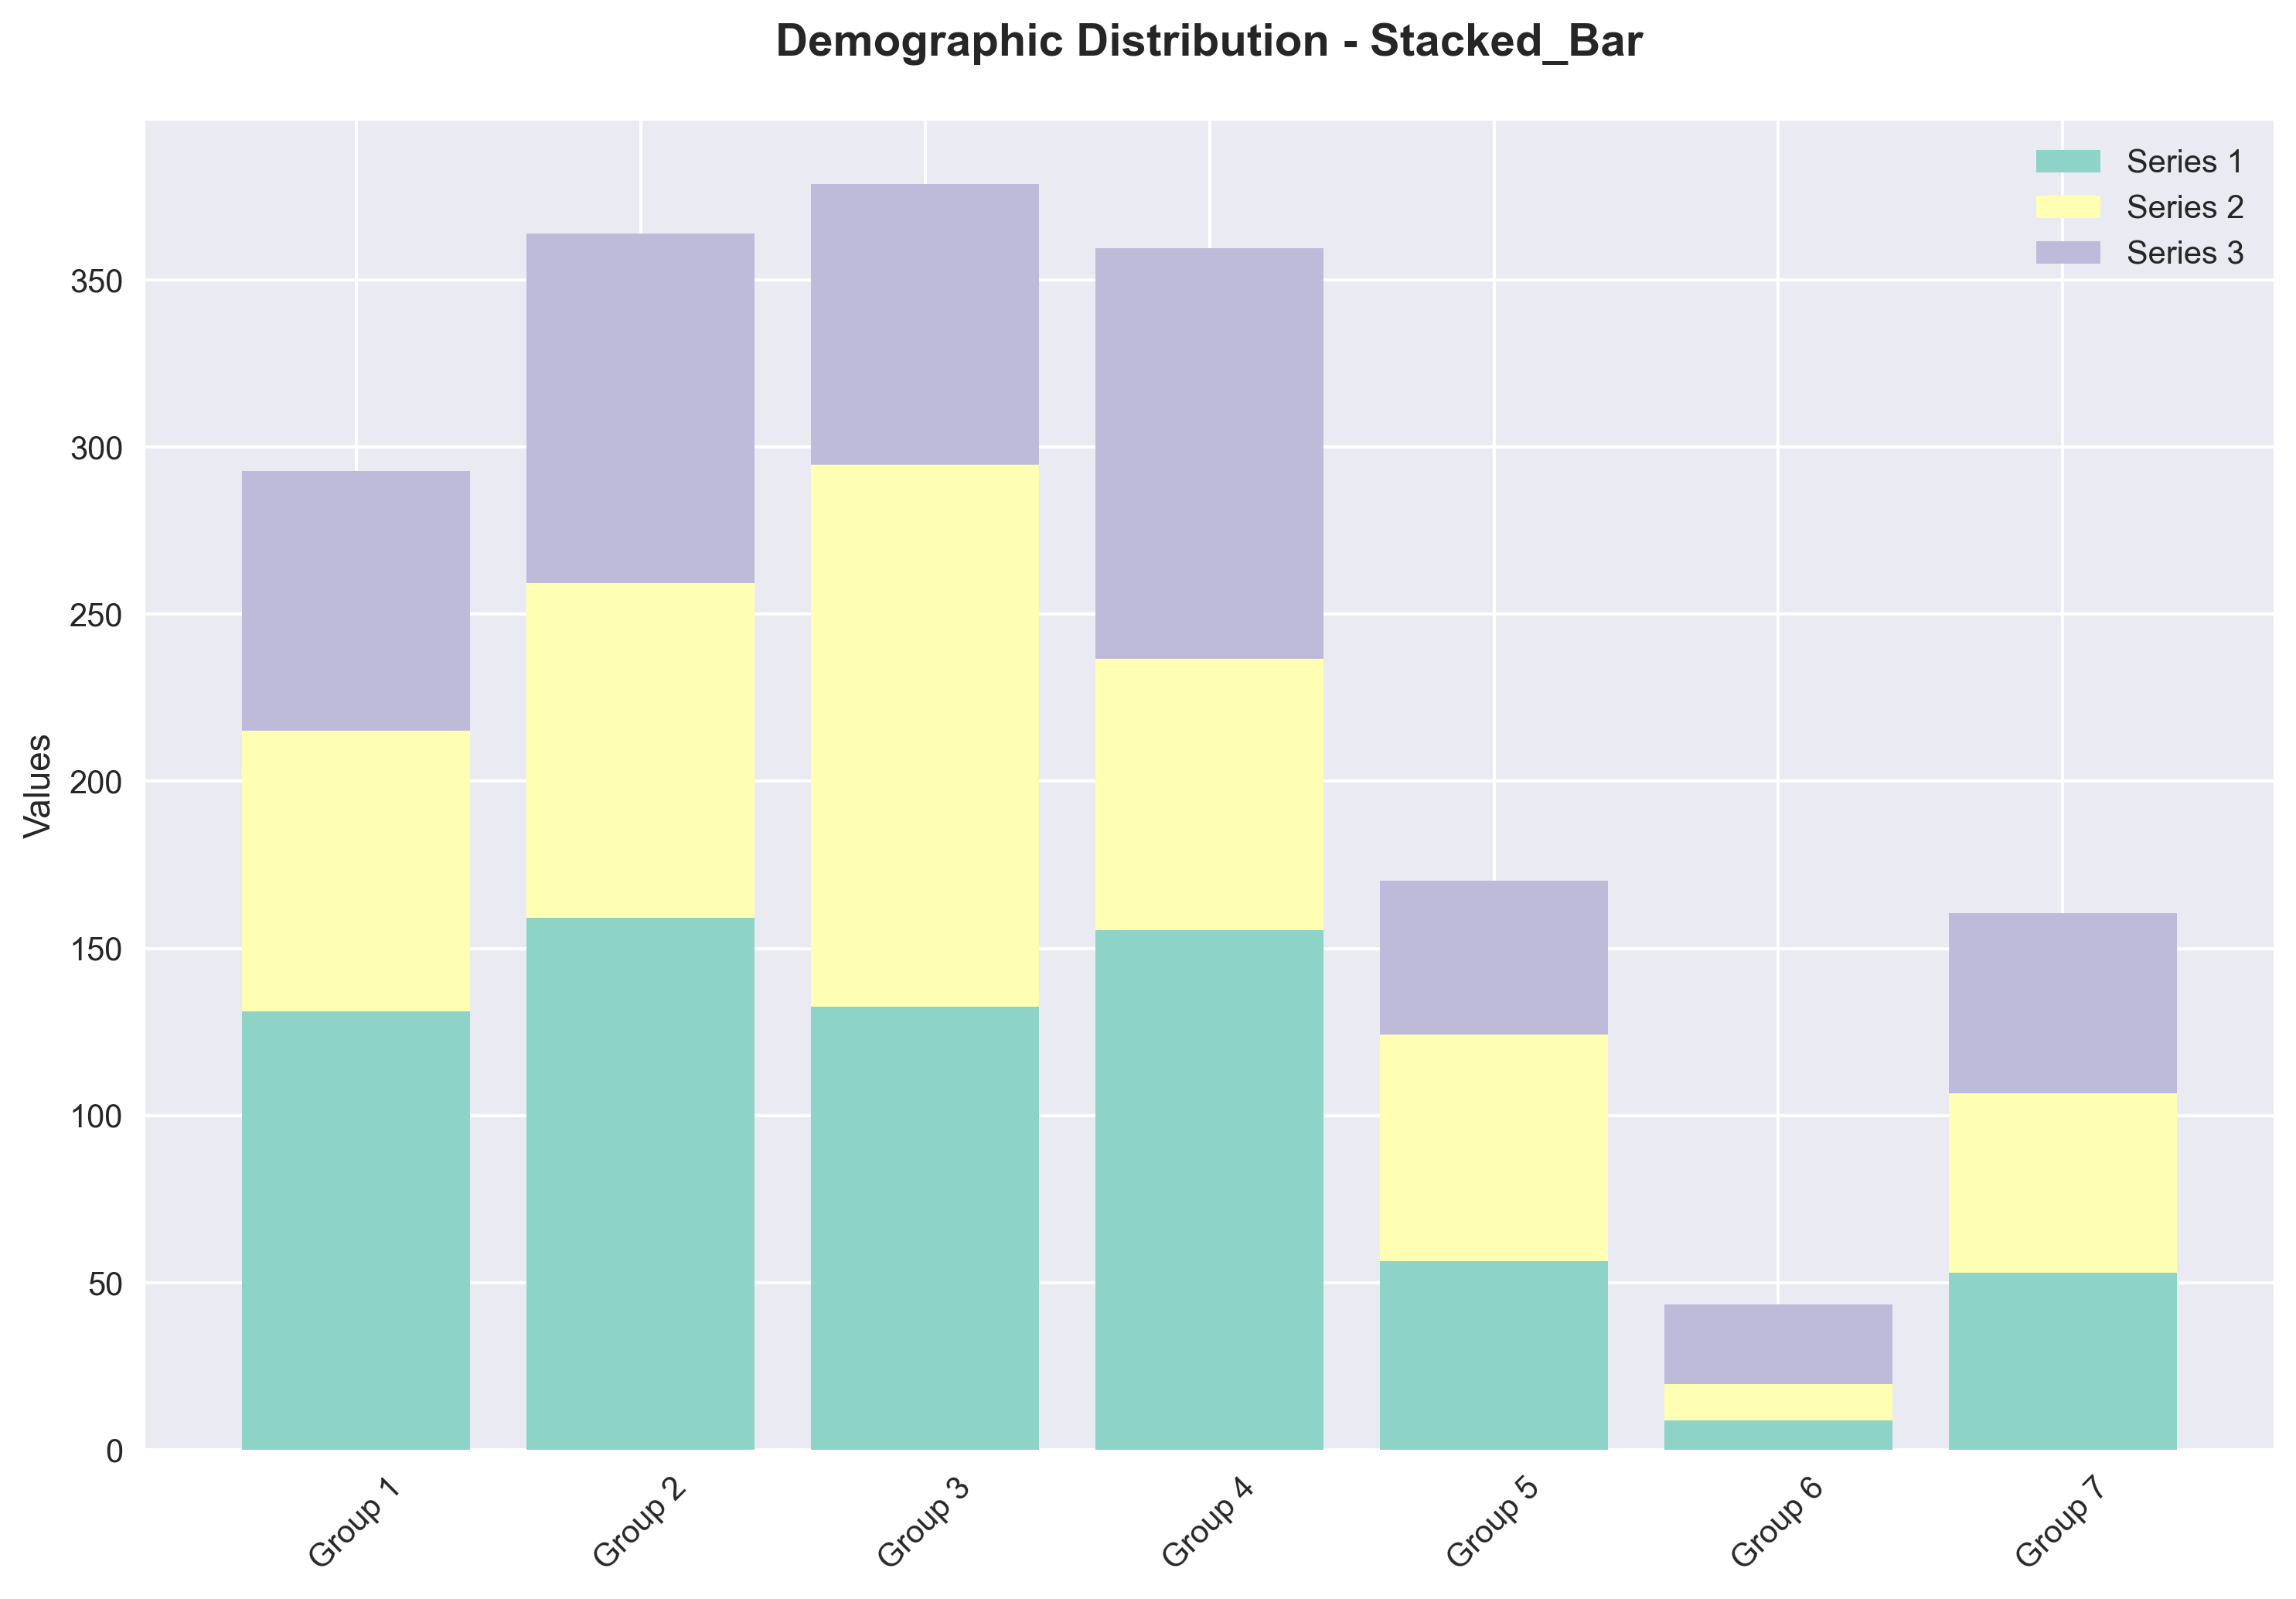 Demographic Distribution - Stacked_Bar
Series 1
Series 2
Series 3
Values
350
300
250
200
150
100
50
0
Group 1
Group 2
Group 3
Group 4
Group 5
Group 6
Group 7